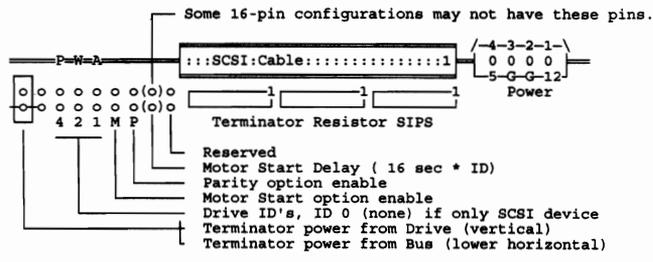 Some 16-pin configurations may not have these pins.
/-4-3-2-1-\
P-W-A :::SCSI:Cable:::::::::::::::1 0 0 0 0
5-G-G-12
Power
o o o o o o o(o)o 1 1 1
o o o o o o o(o)o
4 2 1 M P Terminator Resistor SIPS
Reserved
Motor Start Delay ( 16 sec * ID)
Parity option enable
Motor Start option enable
Drive ID's, ID 0 (none) if only SCSI device
Terminator power from Drive (vertical)
Terminator power from Bus (lower horizontal)